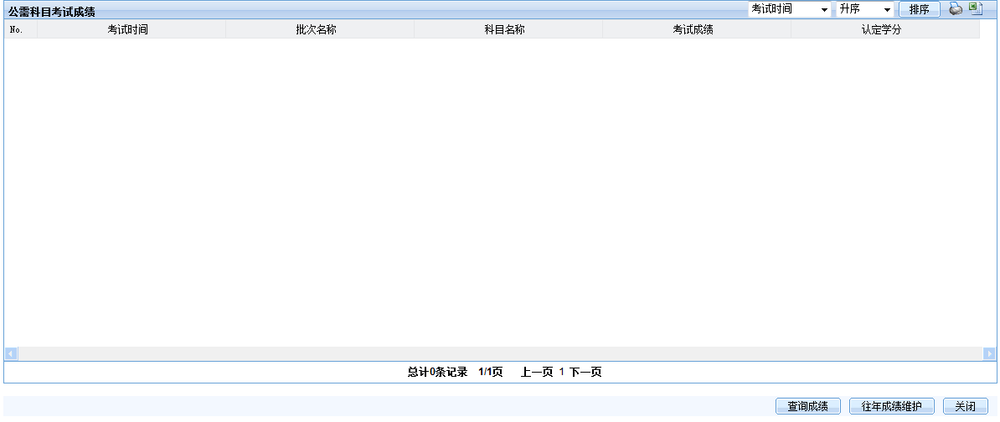 公需科目考试成绩 考试时间 升序 排序
No. 考试时间 批次名称 科目名称 考试成绩 认定学分
总计0条记录 1/1页 上一页 1 下一页
查询成绩 往年成绩维护 关闭